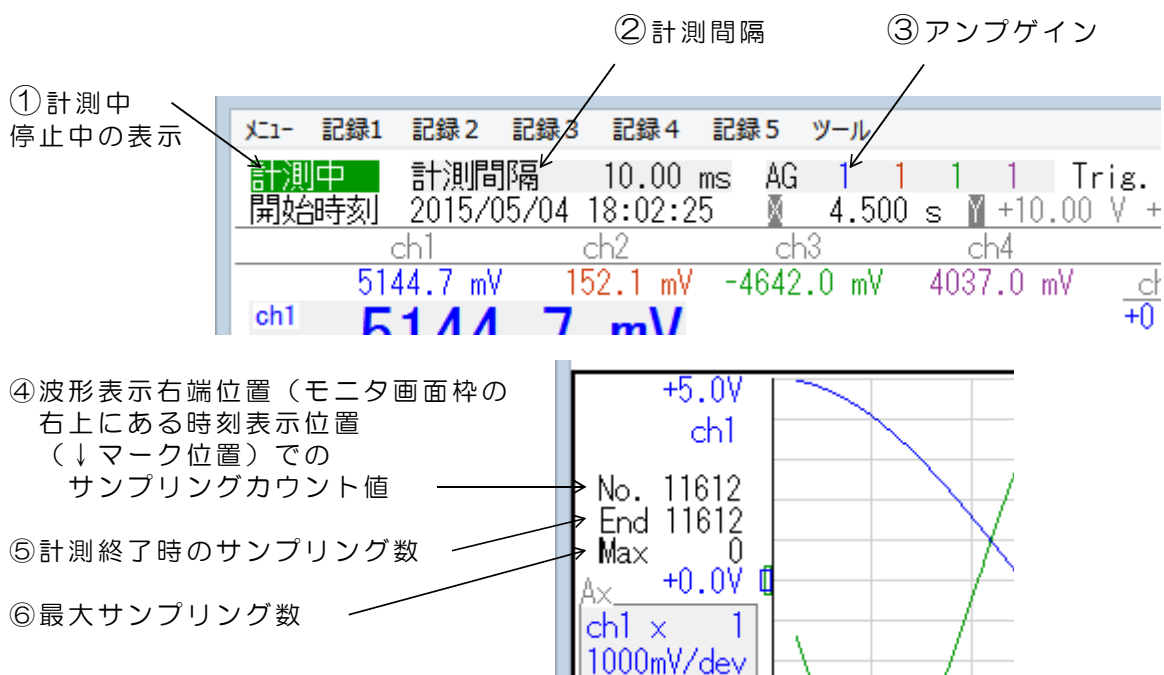 ②計測間隔
③アンプゲイン
①計測中
停止中の表示
メニュー 記録1 記録2 記録3 記録4 記録5 ツール
計測中 計測間隔 10.00 ms AG 1 1 1 1 Trig.
開始時刻 2015/05/04 18:02:25 X 4.500 s Y +10.00 V +
ch1 ch2 ch3 ch4
5144.7 mV 152.1 mV -4642.0 mV 4037.0 mV ch
ch1 5144.7 mV +0
④波形表示右端位置（モニタ画面枠の
右上にある時刻表示位置
（↓マーク位置）での
サンプリングカウント値
⑤計測終了時のサンプリング数
⑥最大サンプリング数
+5.0V
ch1
No. 11612
End 11612
Max 0
+0.0V
Ax
ch1 x 1
1000mV/dev